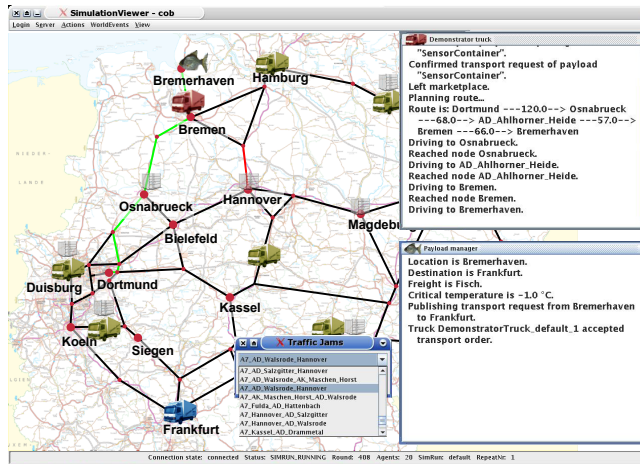 SimulationViewer - cob
Login Server Actions WorldEvents View
Bremerhaven
Hamburg
Bremen
Osnabrueck
Hannover
Magdeburg
Bielefeld
Duisburg
Dortmund
Kassel
Koeln
Siegen
Frankfurt
NIEDER-
LANDE
Demonstrator truck
"SensorContainer".
Confirmed transport request of payload
"SensorContainer".
Left marketplace.
Planning route...
Route is: Dortmund ---120.0--> Osnabrueck
---68.0---> AD_Ahlhorner_Heide ---57.0--->
Bremen ---66.0---> Bremerhaven
Driving to Osnabrueck.
Reached node Osnabrueck.
Driving to AD_Ahlhorner_Heide.
Reached node AD_Ahlhorner_Heide.
Driving to Bremen.
Reached node Bremen.
Driving to Bremerhaven.
Payload manager
Location is Bremerhaven.
Destination is Frankfurt.
Freight is Fisch.
Critical temperature is -1.0 °C.
Publishing transport request from Bremerhaven
to Frankfurt.
Truck DemonstratorTruck_default_1 accepted
transport order.
Traffic Jams
A7_AD_Walsrode_Hannover
A7_AD_Salzgitter_Hannover
A7_AD_Walsrode_AK_Maschen_Horst
A7_AD_Walsrode_Hannover
A7_AK_Maschen_Horst_AD_Walsrode
A7_Fulda_AD_Hattenbach
A7_Hannover_AD_Salzgitter
A7_Hannover_AD_Walsrode
A7_Kassel_AD_Drammetal
Connection state: connected Status: SIMRUN_RUNNING Round: 408 Agents: 20 SimRun: default RepeatNr: 1